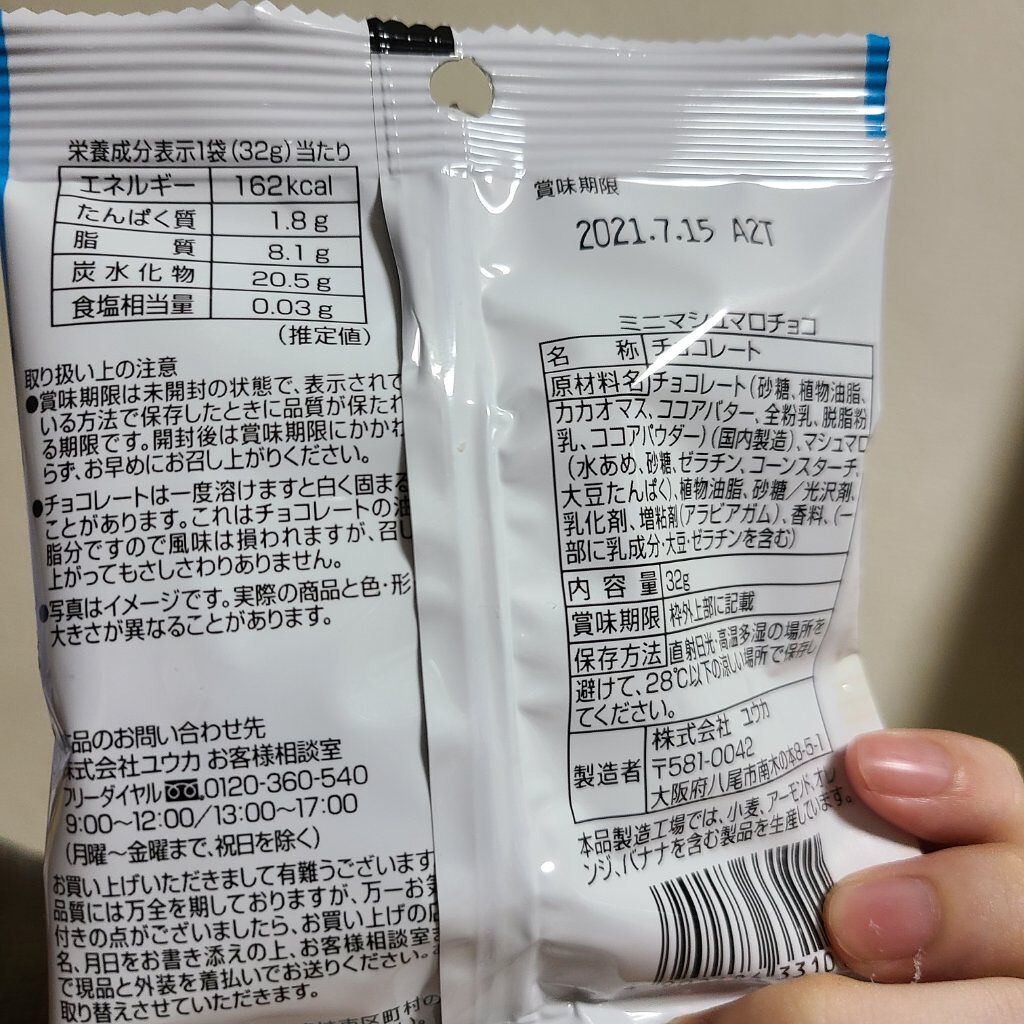 栄養成分表示1袋(32g)当たり
エネルギー 162kcal
たんぱく質 1.8g
脂質 8.1g
炭水化物 20.5g
食塩相当量 0.03g
(推定値)
取り扱い上の注意
●賞味期限は未開封の状態で、表示されて
いる方法で保存したときに品質が保たれ
る期限です。開封後は賞味期限にかかわ
らず、お早めにお召し上がりください。
●チョコレートは一度溶けますと白く固まる
ことがあります。これはチョコレートの油
脂分ですので風味は損われますが、召し
上がってもさしさわりありません。
●写真はイメージです。実際の商品と色・形
大きさが異なることがあります。
品のお問い合わせ先
株式会社ユウカ お客様相談室
フリーダイヤル 0120-360-540
9:00～12:00/13:00～17:00
(月曜～金曜まで、祝日を除く)
お買い上げいただきまして有難うございます
品質には万全を期しておりますが、万一お気
付きの点がございましたら、お買い上げの店
名、月日をお書き添えの上、お客様相談室ま
で現品と外装を着払いでお送りください。
取り替えさせていただきます。
区町村の
賞味期限
2021.7.15 A2T
ミニマシュマロチョコ
名称 チョコレート
原材料名 チョコレート(砂糖、植物油脂、
カカオマス、ココアバター、全粉乳、脱脂粉
乳、ココアパウダー)(国内製造)、マシュマロ
(水あめ、砂糖、ゼラチン、コーンスターチ、
大豆たんぱく)、植物油脂、砂糖/光沢剤、
乳化剤、増粘剤(アラビアガム)、香料、(一
部に乳成分・大豆・ゼラチンを含む)
内容量 32g
賞味期限 枠外上部に記載
保存方法 直射日光・高温多湿の場所を
避けて、28℃以下の涼しい場所で保存し
てください。
製造者 株式会社 ユウカ
〒581-0042
大阪府八尾市南木の本8-5-1
本品製造工場では、小麦、アーモンド、オレ
ンジ、バナナを含む製品を生産しています。
3310